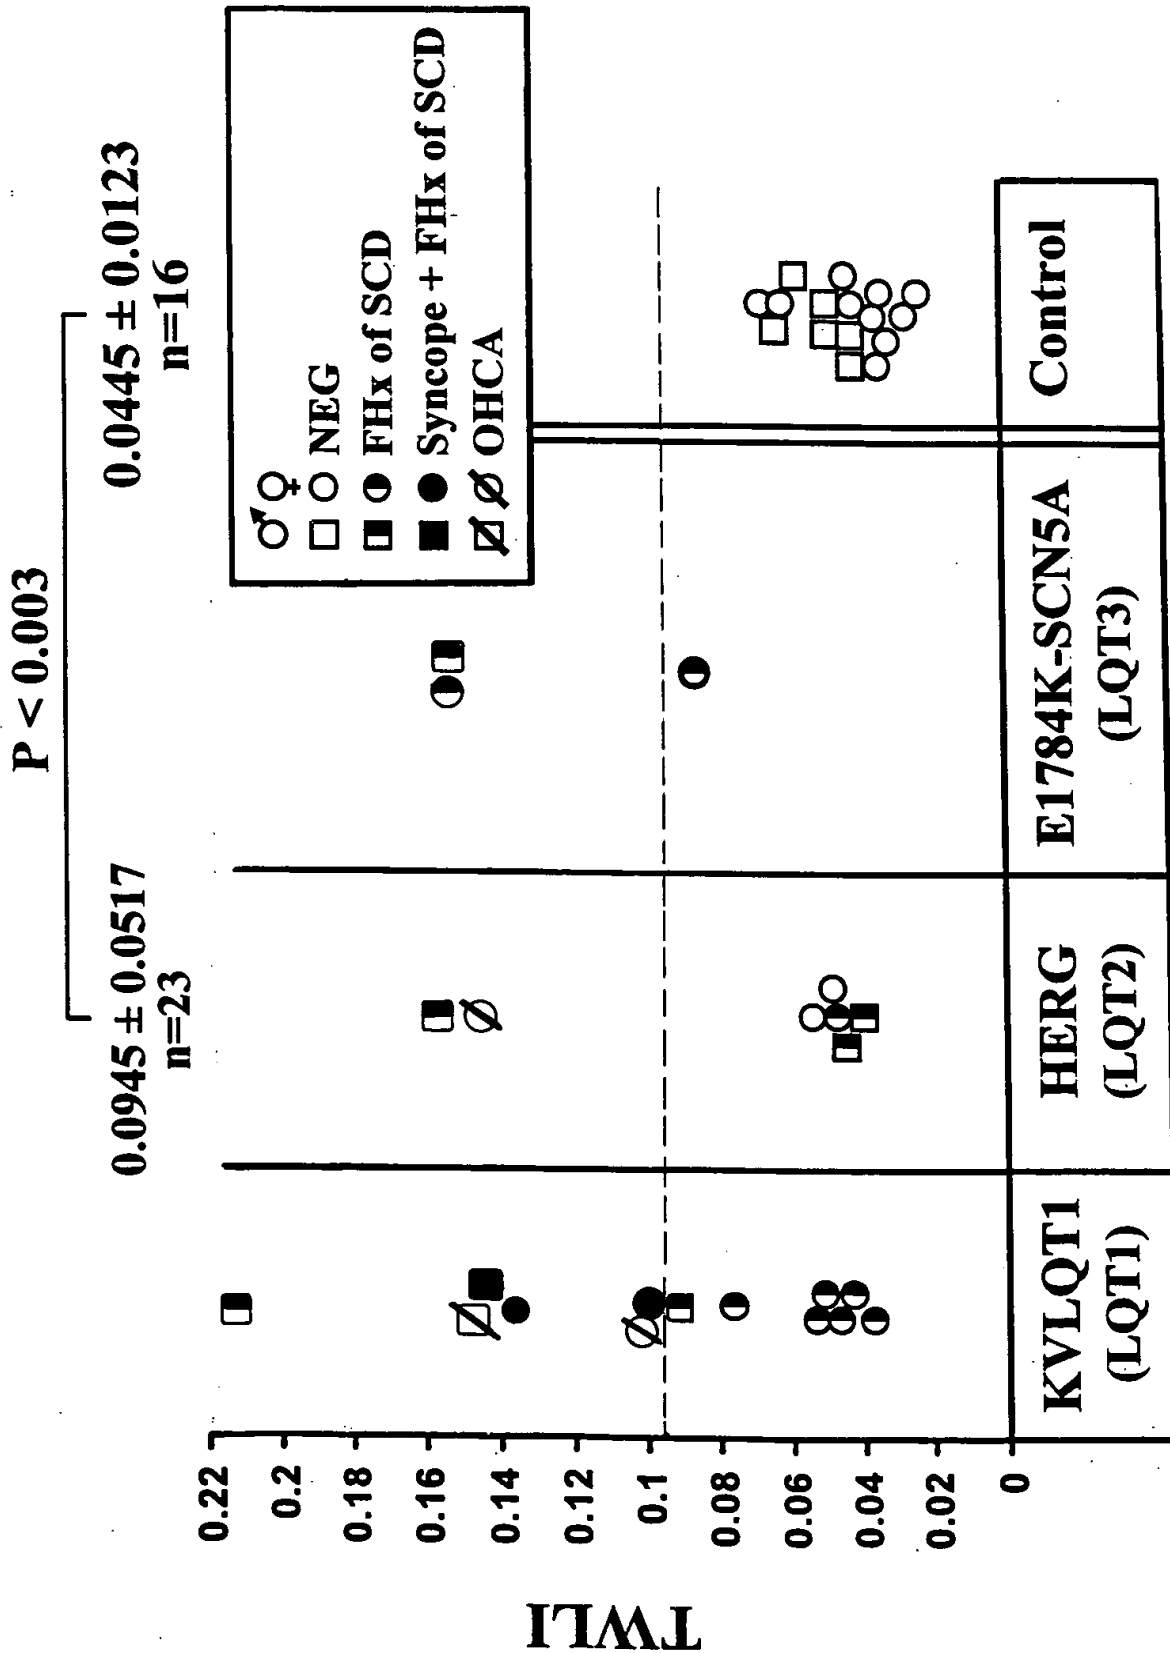 P < 0.003
0.0945 ± 0.0517
n=23
0.0445 ± 0.0123
n=16
♂ ♀
NEG
FHx of SCD
Syncope + FHx of SCD
OHCA
TWLI
0.22
0.2
0.18
0.16
0.14
0.12
0.1
0.08
0.06
0.04
0.02
0
KVLQT1
(LQT1)
HERG
(LQT2)
E1784K-SCN5A
(LQT3)
Control